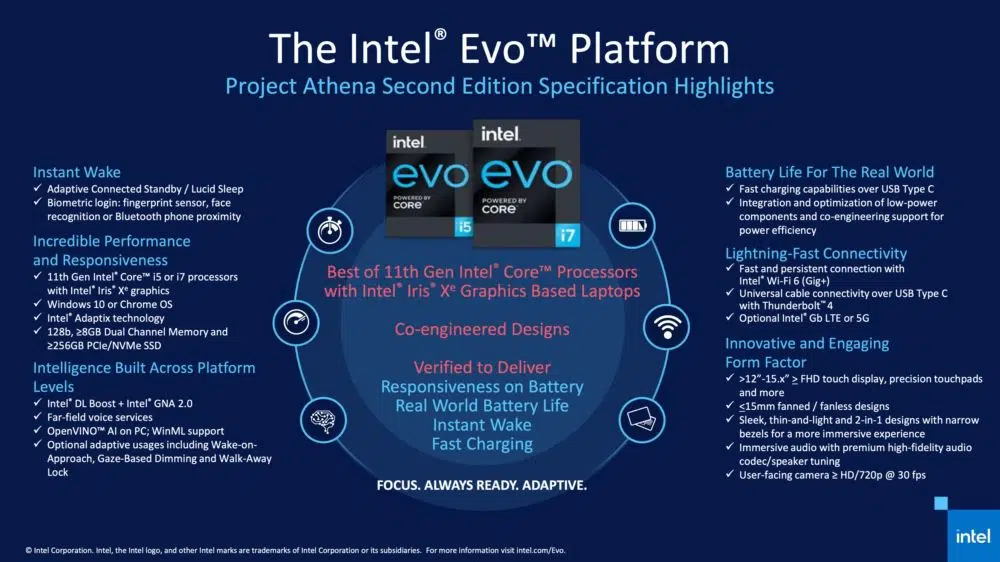 The Intel® Evo™ Platform
Project Athena Second Edition Specification Highlights
Instant Wake
✓ Adaptive Connected Standby / Lucid Sleep
✓ Biometric login: fingerprint sensor, face
recognition or Bluetooth phone proximity
Incredible Performance
and Responsiveness
✓ 11th Gen Intel® Core™ i5 or i7 processors
with Intel® Iris® Xᵉ graphics
✓ Windows 10 or Chrome OS
✓ Intel® Adaptix technology
✓ 128b, ≥8GB Dual Channel Memory and
≥256GB PCIe/NVMe SSD
Intelligence Built Across Platform
Levels
✓ Intel® DL Boost + Intel® GNA 2.0
✓ Far-field voice services
✓ OpenVINO™ AI on PC; WinML support
✓ Optional adaptive usages including Wake-on-
Approach, Gaze-Based Dimming and Walk-Away
Lock
intel
evo
POWERED BY
CORE
i5
intel
evo
POWERED BY
CORE
i7
Best of 11th Gen Intel® Core™ Processors
with Intel® Iris® Xᵉ Graphics Based Laptops
Co-engineered Designs
Verified to Deliver
Responsiveness on Battery
Real World Battery Life
Instant Wake
Fast Charging
FOCUS. ALWAYS READY. ADAPTIVE.
Battery Life For The Real World
✓ Fast charging capabilities over USB Type C
✓ Integration and optimization of low-power
components and co-engineering support for
power efficiency
Lightning-Fast Connectivity
✓ Fast and persistent connection with
Intel® Wi-Fi 6 (Gig+)
✓ Universal cable connectivity over USB Type C
with Thunderbolt™ 4
✓ Optional Intel® Gb LTE or 5G
Innovative and Engaging
Form Factor
✓ >12”-15.x” ≥ FHD touch display, precision touchpads
and more
✓ ≤15mm fanned / fanless designs
✓ Sleek, thin-and-light and 2-in-1 designs with narrow
bezels for a more immersive experience
✓ Immersive audio with premium high-fidelity audio
codec/speaker tuning
✓ User-facing camera ≥ HD/720p @ 30 fps
© Intel Corporation. Intel, the Intel logo, and other Intel marks are trademarks of Intel Corporation or its subsidiaries. For more information visit intel.com/Evo.
intel